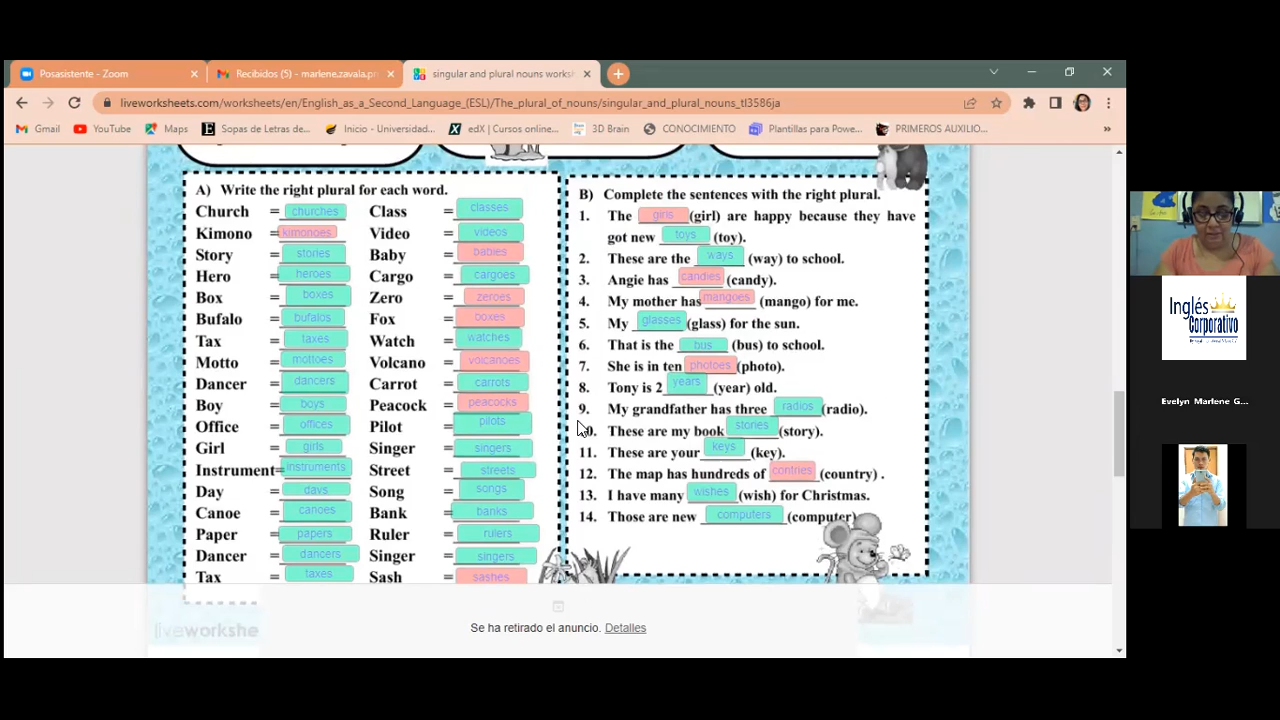 Posasistente - Zoom
Recibidos (5) - marlene.zavala.pr
singular and plural nouns works
liveworksheets.com/worksheets/en/English_as_a_Second_Language_(ESL)/The_plural_of_nouns/singular_and_plural_nouns_tl3586ja
Gmail YouTube Maps Sopas de Letras de... Inicio - Universidad... edX | Cursos online... 3D Brain CONOCIMIENTO Plantillas para Powe... PRIMEROS AUXILIO... »
A) Write the right plural for each word.
Church = churches Class = classes
Kimono = kimonoes Video = videos
Story = stories Baby = babies
Hero = heroes Cargo = cargoes
Box = boxes Zero = zeroes
Bufalo = bufalos Fox = boxes
Tax = taxes Watch = watches
Motto = mottoes Volcano = volcanoes
Dancer = dancers Carrot = carrots
Boy = boys Peacock = peacocks
Office = offices Pilot = pilots
Girl = girls Singer = singers
Instrument= instruments Street = streets
Day = days Song = songs
Canoe = canoes Bank = banks
Paper = papers Ruler = rulers
Dancer = dancers Singer = singers
Tax = taxes Sash = sashes
B) Complete the sentences with the right plural.
1. The girls (girl) are happy because they have
got new toys (toy).
2. These are the ways (way) to school.
3. Angie has candies (candy).
4. My mother has mangoes (mango) for me.
5. My glasses (glass) for the sun.
6. That is the bus (bus) to school.
7. She is in ten photoes (photo).
8. Tony is 2 years (year) old.
9. My grandfather has three radios (radio).
0. These are my book stories (story).
11. These are your keys (key).
12. The map has hundreds of contries (country) .
13. I have many wishes (wish) for Christmas.
14. Those are new computers (computer)
liveworkshe
Se ha retirado el anuncio. Detalles
Inglés
Corporativo
Evelyn Marlene G...